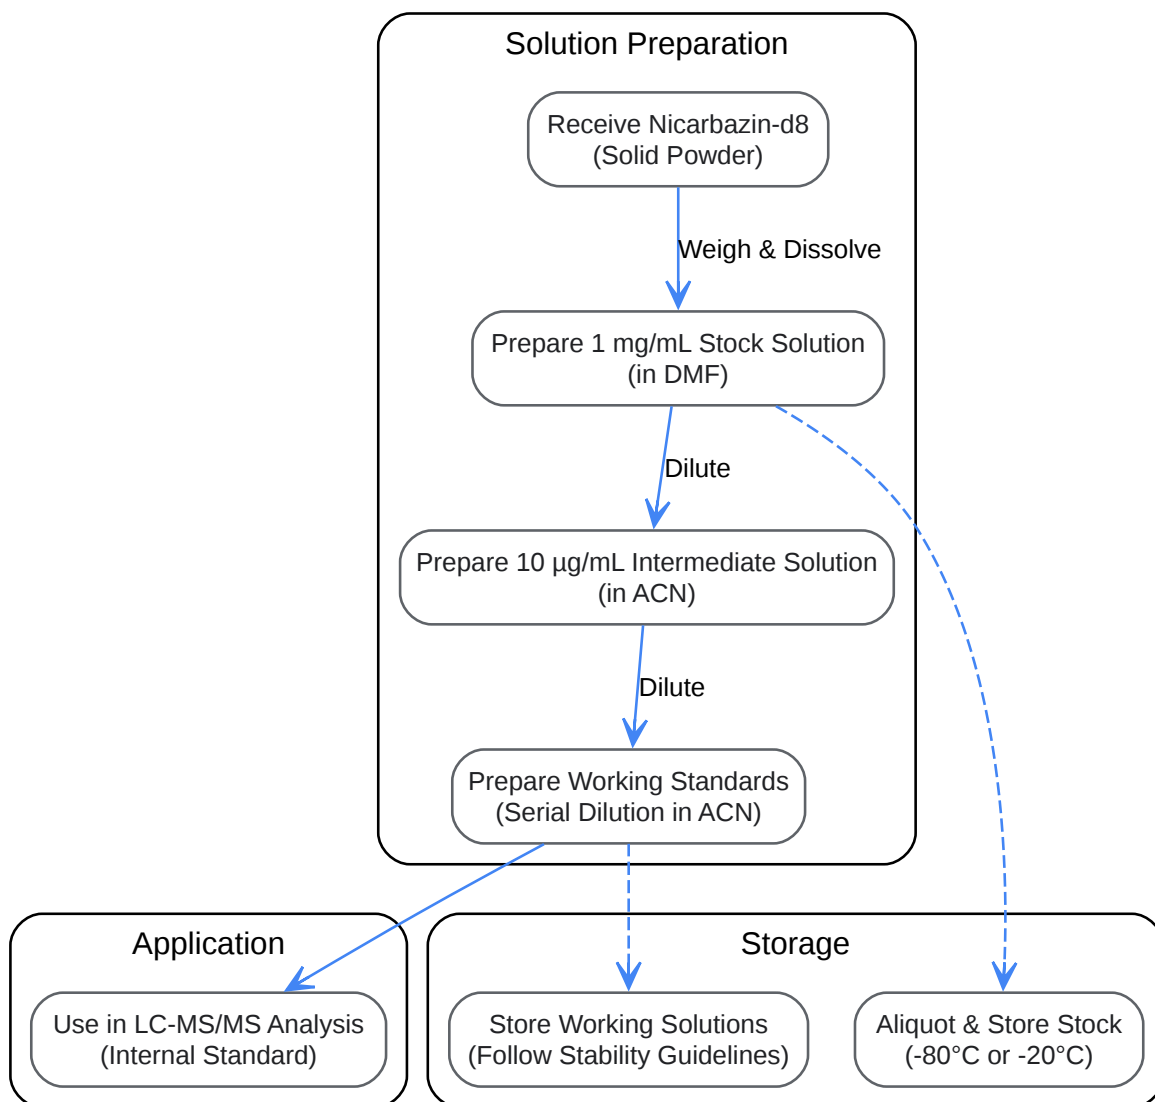 Solution Preparation
Receive Nicarbazin-d8
(Solid Powder)
Weigh & Dissolve
Prepare 1 mg/mL Stock Solution
(in DMF)
Dilute
Prepare 10 µg/mL Intermediate Solution
(in ACN)
Dilute
Prepare Working Standards
(Serial Dilution in ACN)
Application
Use in LC-MS/MS Analysis
(Internal Standard)
Storage
Store Working Solutions
(Follow Stability Guidelines)
Aliquot & Store Stock
(-80°C or -20°C)